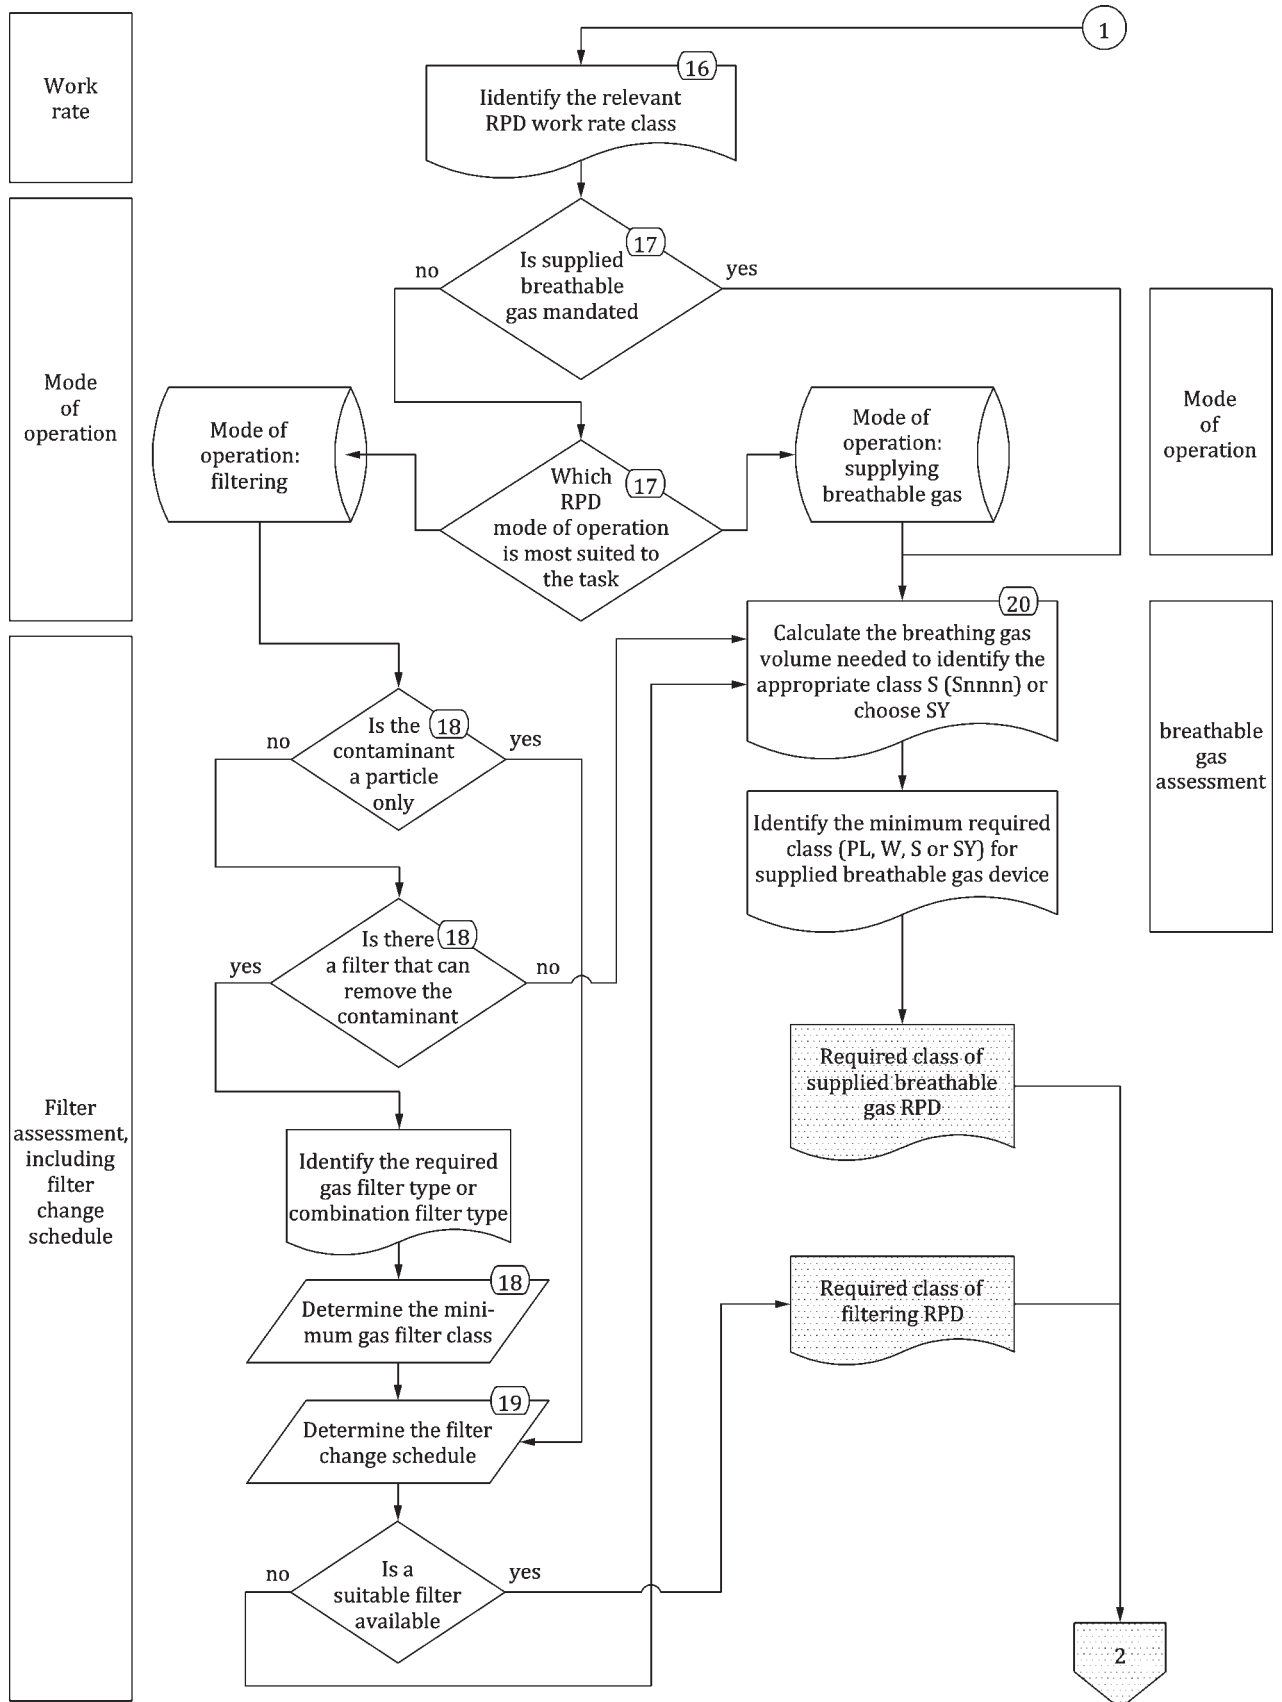 1
Work
rate
16
Iidentify the relevant
RPD work rate class
17
Is supplied
breathable
gas mandated
no
yes
Mode
of
operation
Mode of
operation:
filtering
Which
RPD
mode of operation
is most suited to
the task
17
Mode of
operation:
supplying
breathable gas
Mode
of
operation
20
Calculate the breathing gas
volume needed to identify the
appropriate class S (Snnnn) or
choose SY
Filter
assessment,
including
filter
change
schedule
no
Is the
contaminant
a particle
only
18
yes
breathable
gas
assessment
Identify the minimum required
class (PL, W, S or SY) for
supplied breathable gas device
yes
Is there
a filter that can
remove the
contaminant
18
no
Required class of
supplied breathable
gas RPD
Identify the required
gas filter type or
combination filter type
18
Determine the mini-
mum gas filter class
Required class of
filtering RPD
19
Determine the filter
change schedule
no
Is a
suitable filter
available
yes
2